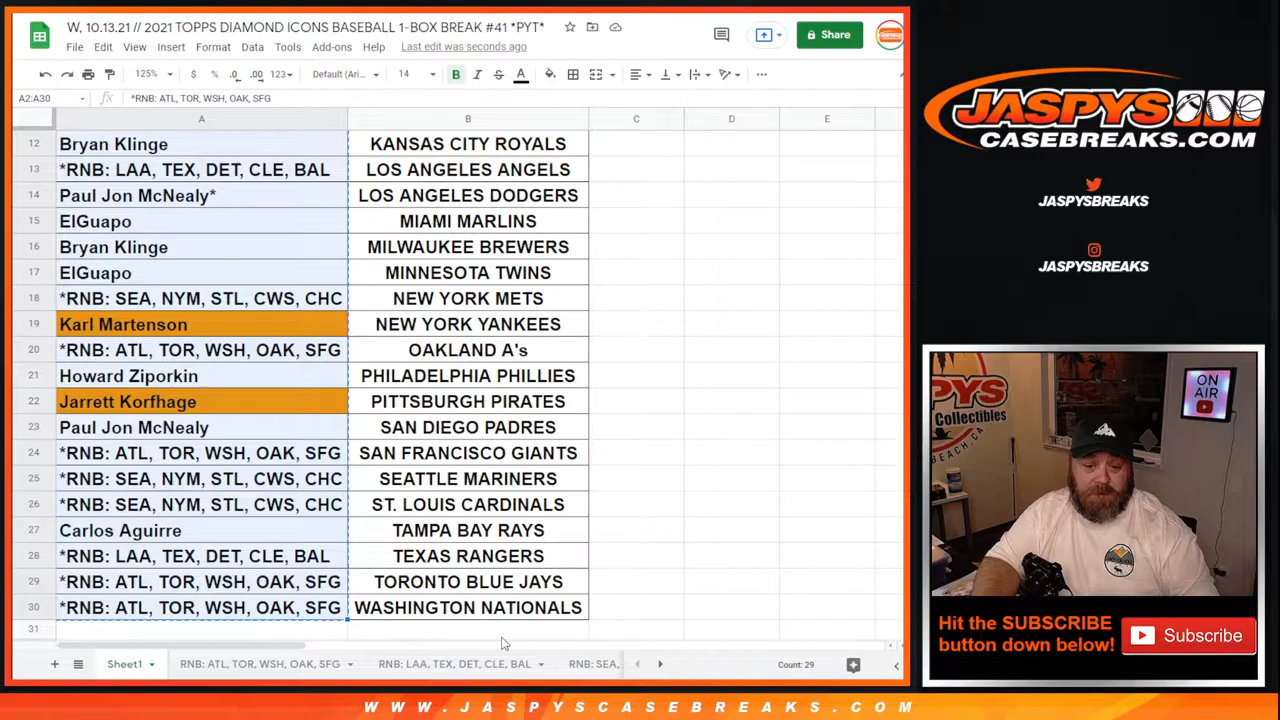 W, 10.13.21 // 2021 TOPPS DIAMOND ICONS BASEBALL 1-BOX BREAK #41 *PYT*
File Edit View Insert Format Data Tools Add-ons Help Last edit was seconds ago
Share
125% $ % .0 .00 123 Default (Ari... 14 B I S A
A2:A30 fx *RNB: ATL, TOR, WSH, OAK, SFG
A B C D E
12 Bryan Klinge KANSAS CITY ROYALS
13 *RNB: LAA, TEX, DET, CLE, BAL LOS ANGELES ANGELS
14 Paul Jon McNealy* LOS ANGELES DODGERS
15 ElGuapo MIAMI MARLINS
16 Bryan Klinge MILWAUKEE BREWERS
17 ElGuapo MINNESOTA TWINS
18 *RNB: SEA, NYM, STL, CWS, CHC NEW YORK METS
19 Karl Martenson NEW YORK YANKEES
20 *RNB: ATL, TOR, WSH, OAK, SFG OAKLAND A's
21 Howard Ziporkin PHILADELPHIA PHILLIES
22 Jarrett Korfhage PITTSBURGH PIRATES
23 Paul Jon McNealy SAN DIEGO PADRES
24 *RNB: ATL, TOR, WSH, OAK, SFG SAN FRANCISCO GIANTS
25 *RNB: SEA, NYM, STL, CWS, CHC SEATTLE MARINERS
26 *RNB: SEA, NYM, STL, CWS, CHC ST. LOUIS CARDINALS
27 Carlos Aguirre TAMPA BAY RAYS
28 *RNB: LAA, TEX, DET, CLE, BAL TEXAS RANGERS
29 *RNB: ATL, TOR, WSH, OAK, SFG TORONTO BLUE JAYS
30 *RNB: ATL, TOR, WSH, OAK, SFG WASHINGTON NATIONALS
31
+ Sheet1 RNB: ATL, TOR, WSH, OAK, SFG RNB: LAA, TEX, DET, CLE, BAL RNB: SEA, Count: 29
JASPYS
CASEBREAKS.COM
JASPYSBREAKS
JASPYSBREAKS
PYS
Collectibles
BEACH, CA
ON
AIR
Hit the SUBSCRIBE
button down below!
Subscribe
WWW.JASPYSCASEBREAKS.COM